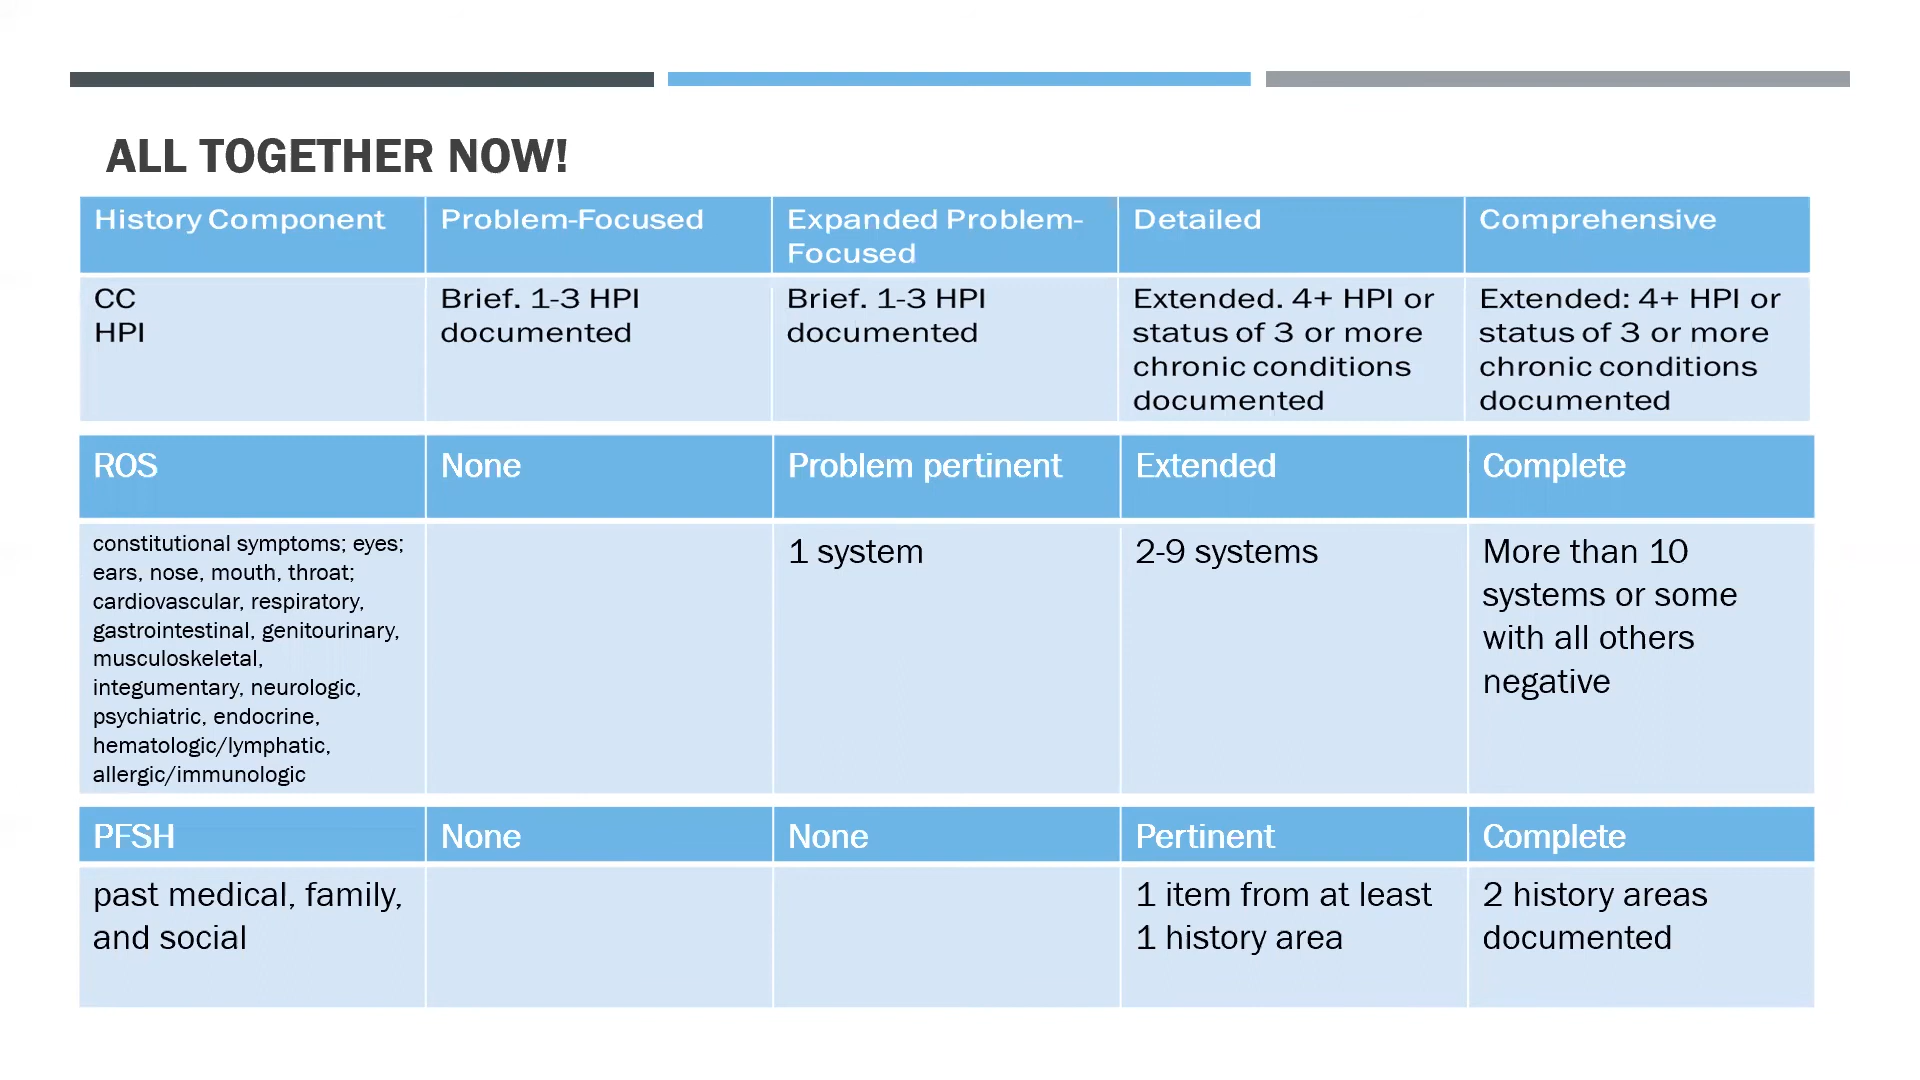 ALL TOGETHER NOW!
History Component
Problem-Focused
Expanded Problem-
Focused
Detailed
Comprehensive
CC
HPI
Brief. 1-3 HPI
documented
Brief. 1-3 HPI
documented
Extended. 4+ HPI or
status of 3 or more
chronic conditions
documented
Extended: 4+ HPI or
status of 3 or more
chronic conditions
documented
ROS
None
Problem pertinent
Extended
Complete
constitutional symptoms; eyes;
ears, nose, mouth, throat;
cardiovascular, respiratory,
gastrointestinal, genitourinary,
musculoskeletal,
integumentary, neurologic,
psychiatric, endocrine,
hematologic/lymphatic,
allergic/immunologic
1 system
2-9 systems
More than 10
systems or some
with all others
negative
PFSH
None
None
Pertinent
Complete
past medical, family,
and social
1 item from at least
1 history area
2 history areas
documented